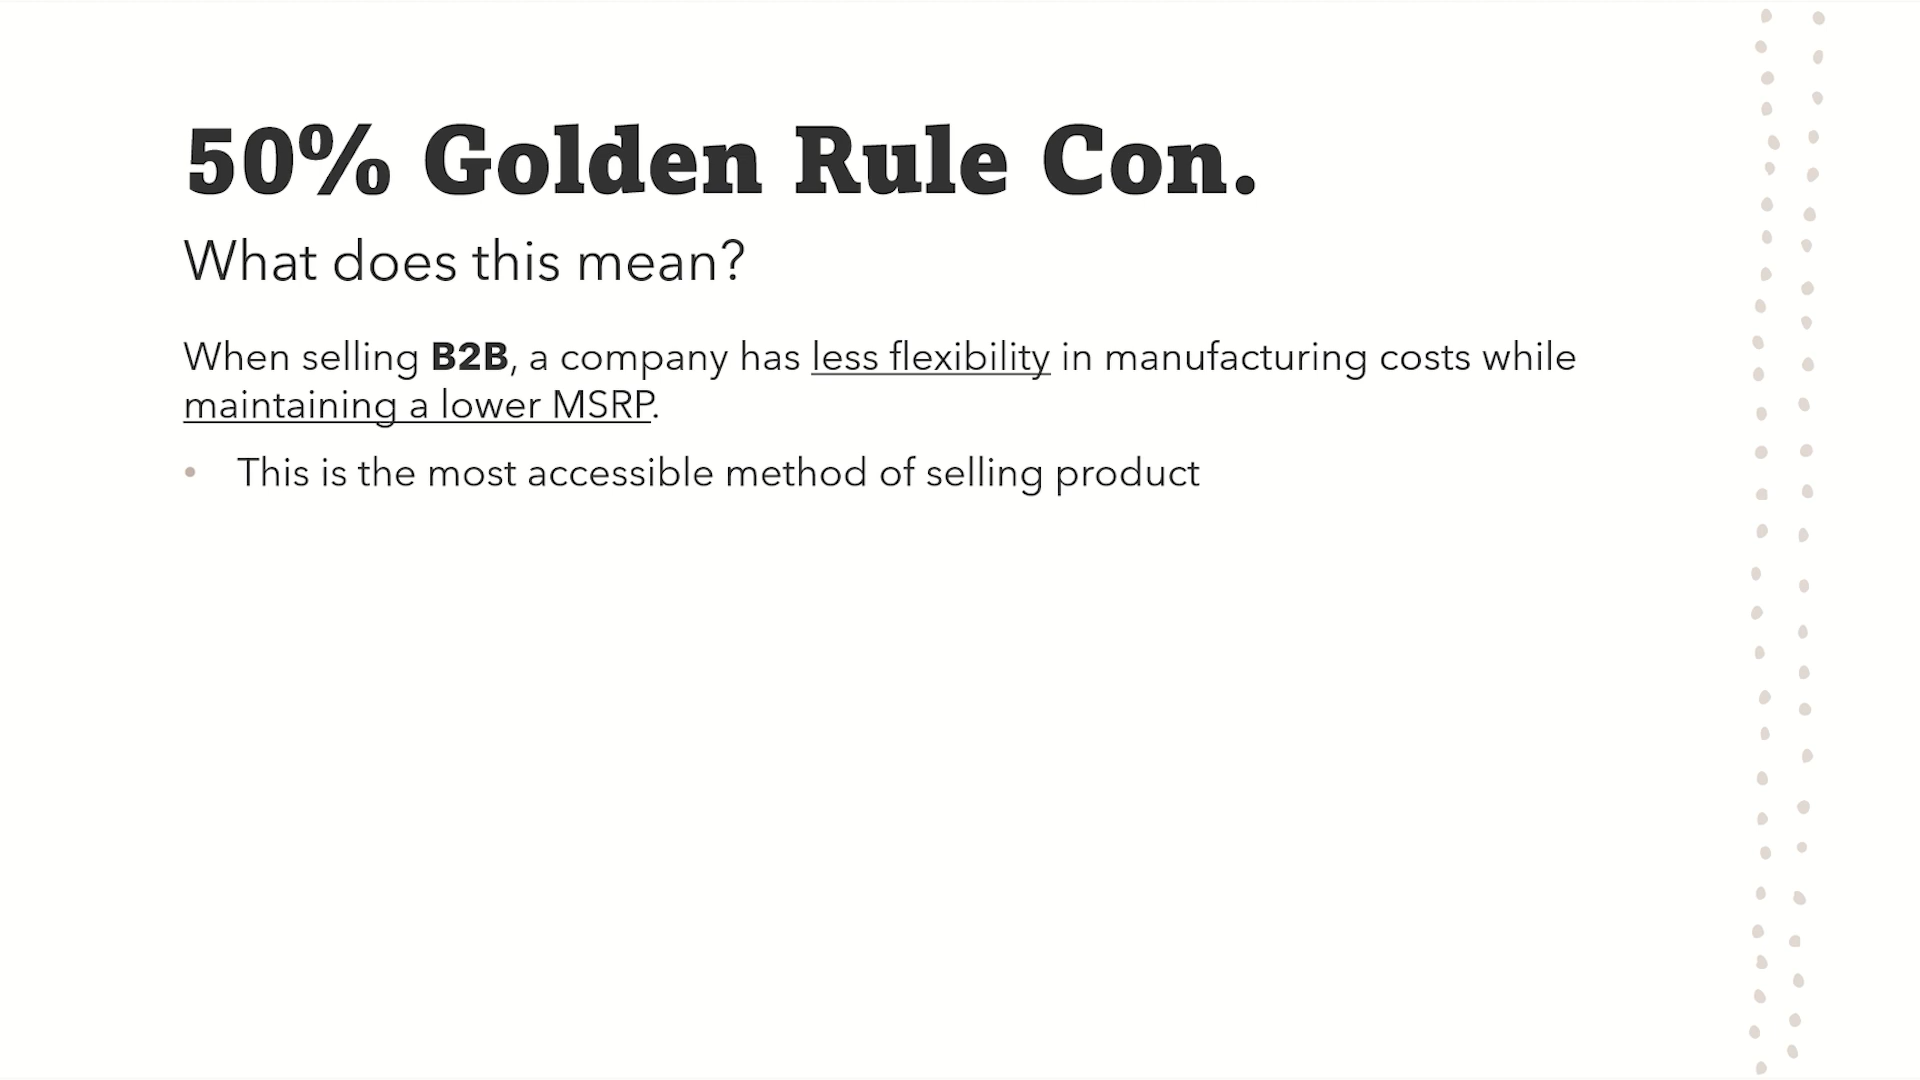 50% Golden Rule Con.
What does this mean?
When selling B2B, a company has less flexibility in manufacturing costs while
maintaining a lower MSRP.
• This is the most accessible method of selling product